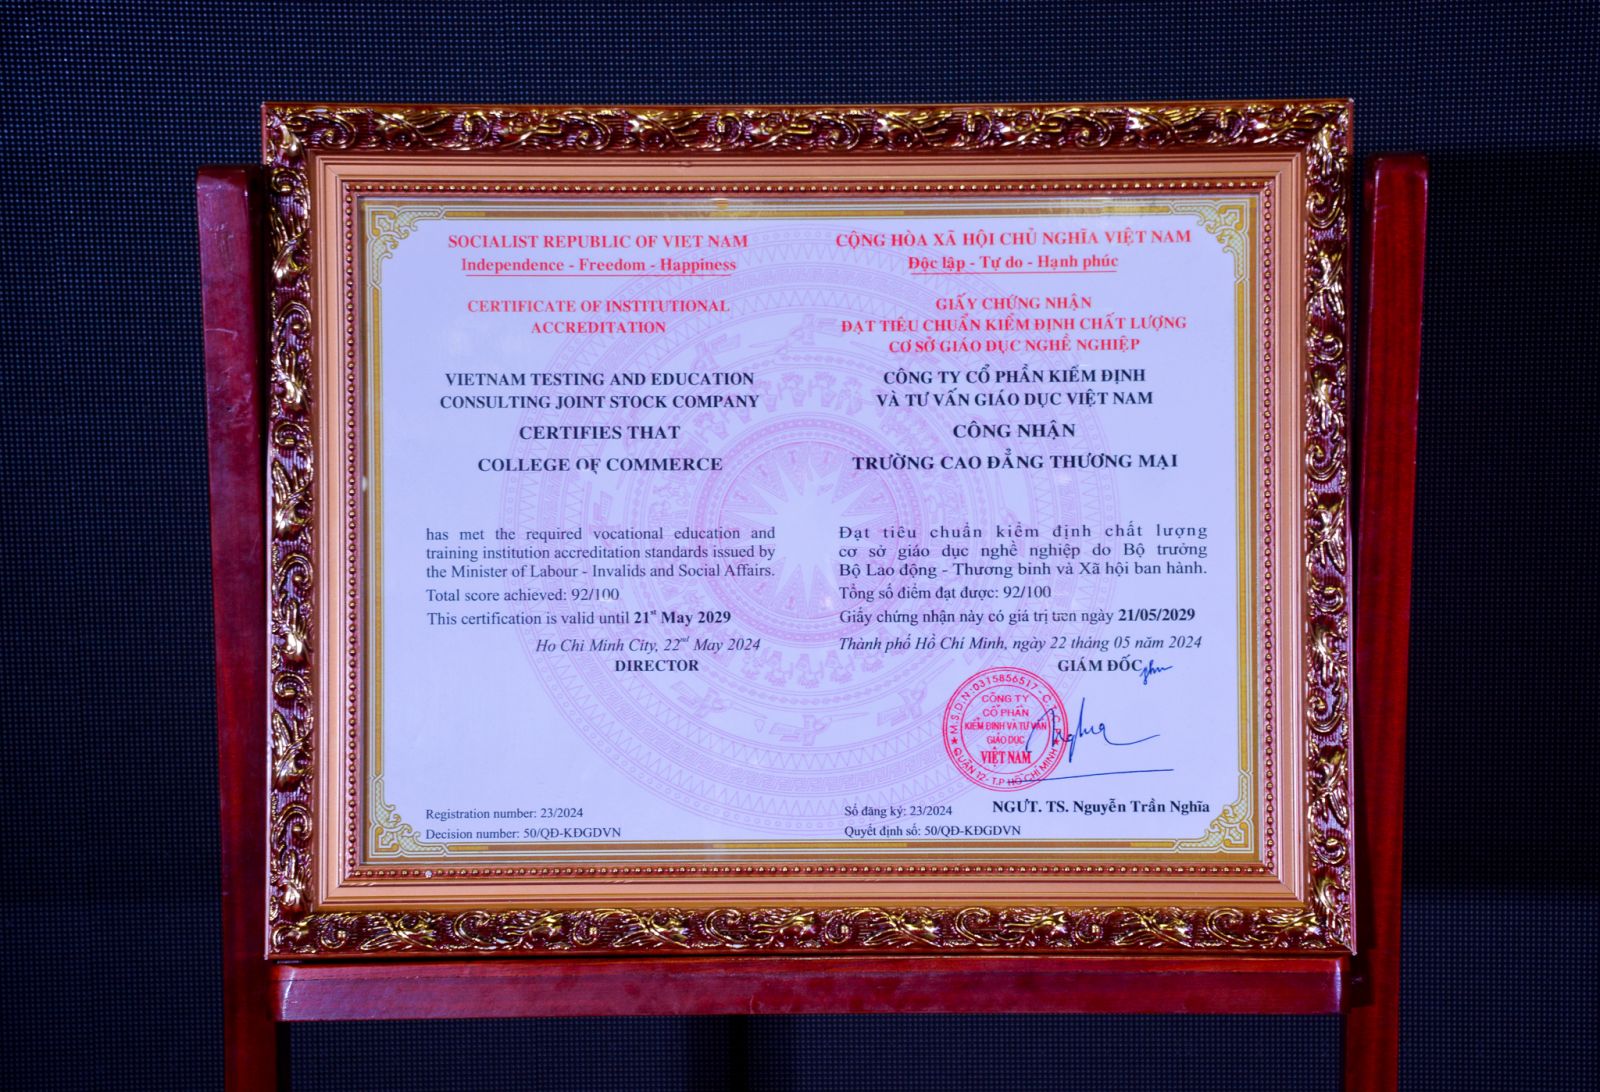 SOCIALIST REPUBLIC OF VIET NAM
Independence - Freedom - Happiness
CERTIFICATE OF INSTITUTIONAL
ACCREDITATION
VIETNAM TESTING AND EDUCATION
CONSULTING JOINT STOCK COMPANY
CERTIFIES THAT
COLLEGE OF COMMERCE
has met the required vocational education and
training institution accreditation standards issued by
the Minister of Labour - Invalids and Social Affairs.
Total score achieved: 92/100
This certification is valid until 21st May 2029
Ho Chi Minh City, 22nd May 2024
DIRECTOR
Registration number: 23/2024
Decision number: 50/QĐ-KĐGDVN
CỘNG HÒA XÃ HỘI CHỦ NGHĨA VIỆT NAM
Độc lập - Tự do - Hạnh phúc
GIẤY CHỨNG NHẬN
ĐẠT TIÊU CHUẨN KIỂM ĐỊNH CHẤT LƯỢNG
CƠ SỞ GIÁO DỤC NGHỀ NGHIỆP
CÔNG TY CỔ PHẦN KIỂM ĐỊNH
VÀ TƯ VẤN GIÁO DỤC VIỆT NAM
CÔNG NHẬN
TRƯỜNG CAO ĐẲNG THƯƠNG MẠI
Đạt tiêu chuẩn kiểm định chất lượng
cơ sở giáo dục nghề nghiệp do Bộ trưởng
Bộ Lao động - Thương binh và Xã hội ban hành.
Tổng số điểm đạt được: 92/100
Giấy chứng nhận này có giá trị đến ngày 21/05/2029
Thành phố Hồ Chí Minh, ngày 22 tháng 05 năm 2024
GIÁM ĐỐC
M.S.D.N:0315856517-C.T.C.P
CÔNG TY
CỔ PHẦN
KIỂM ĐỊNH VÀ TƯ VẤN
GIÁO DỤC
VIỆT NAM
QUẬN 12 - T.P HỒ CHÍ MINH
NGƯT. TS. Nguyễn Trần Nghĩa
Số đăng ký: 23/2024
Quyết định số: 50/QĐ-KĐGDVN